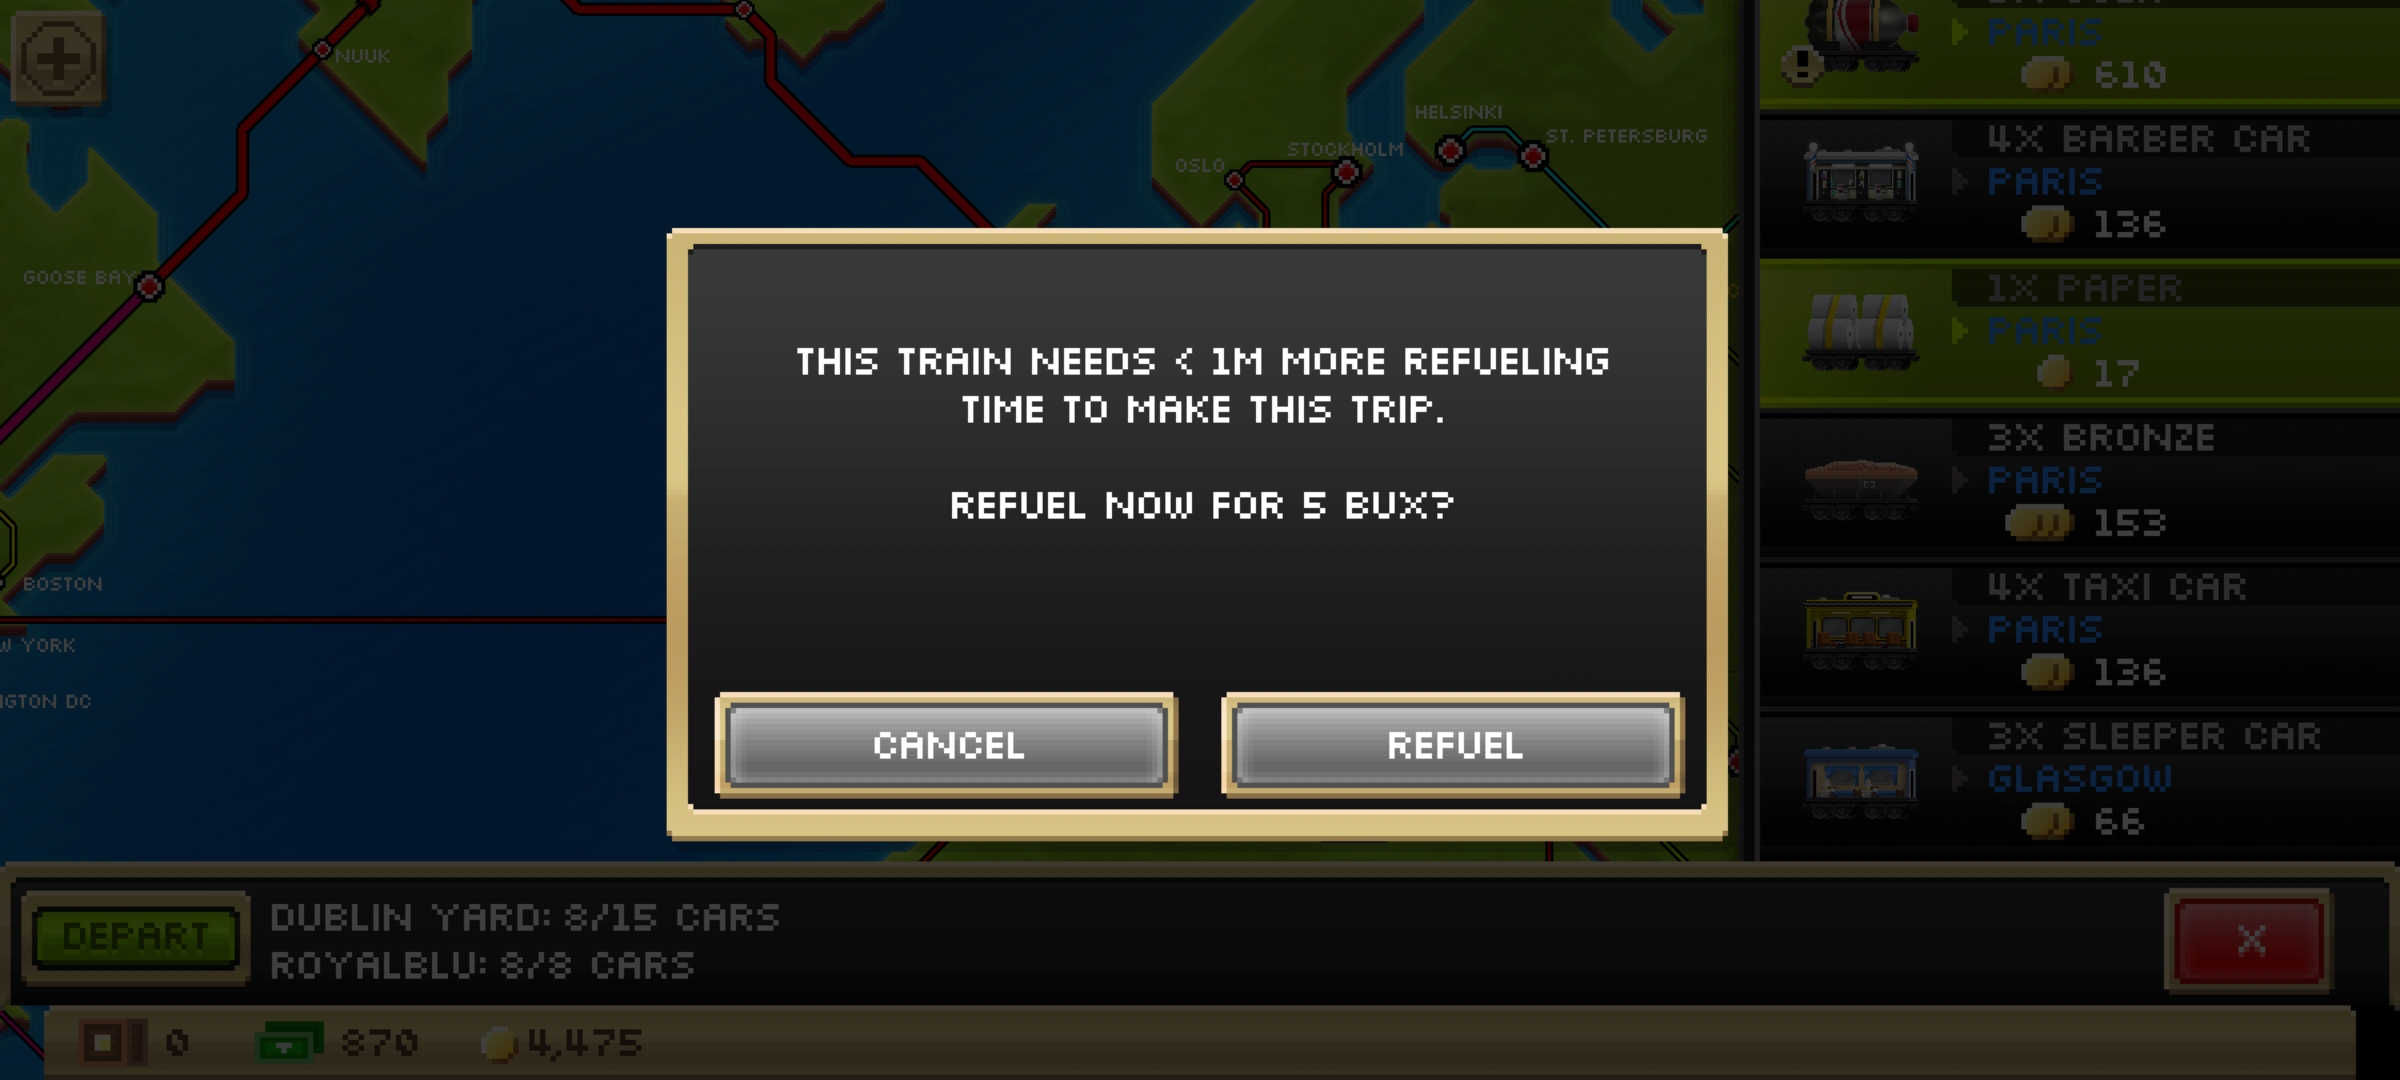 NUUK
HELSINKI
ST. PETERSBURG
STOCKHOLM
OSLO
GOOSE BAY
BOSTON
W YORK
IGTON DC
PARIS
610
4X BARBER CAR
PARIS
136
1X PAPER
PARIS
17
3X BRONZE
PARIS
153
4X TAXI CAR
PARIS
136
3X SLEEPER CAR
GLASGOW
66
THIS TRAIN NEEDS < 1M MORE REFUELING
TIME TO MAKE THIS TRIP.
REFUEL NOW FOR 5 BUX?
CANCEL
REFUEL
DEPART
DUBLIN YARD: 8/15 CARS
ROYALBLU: 8/8 CARS
X
0
870
4,475